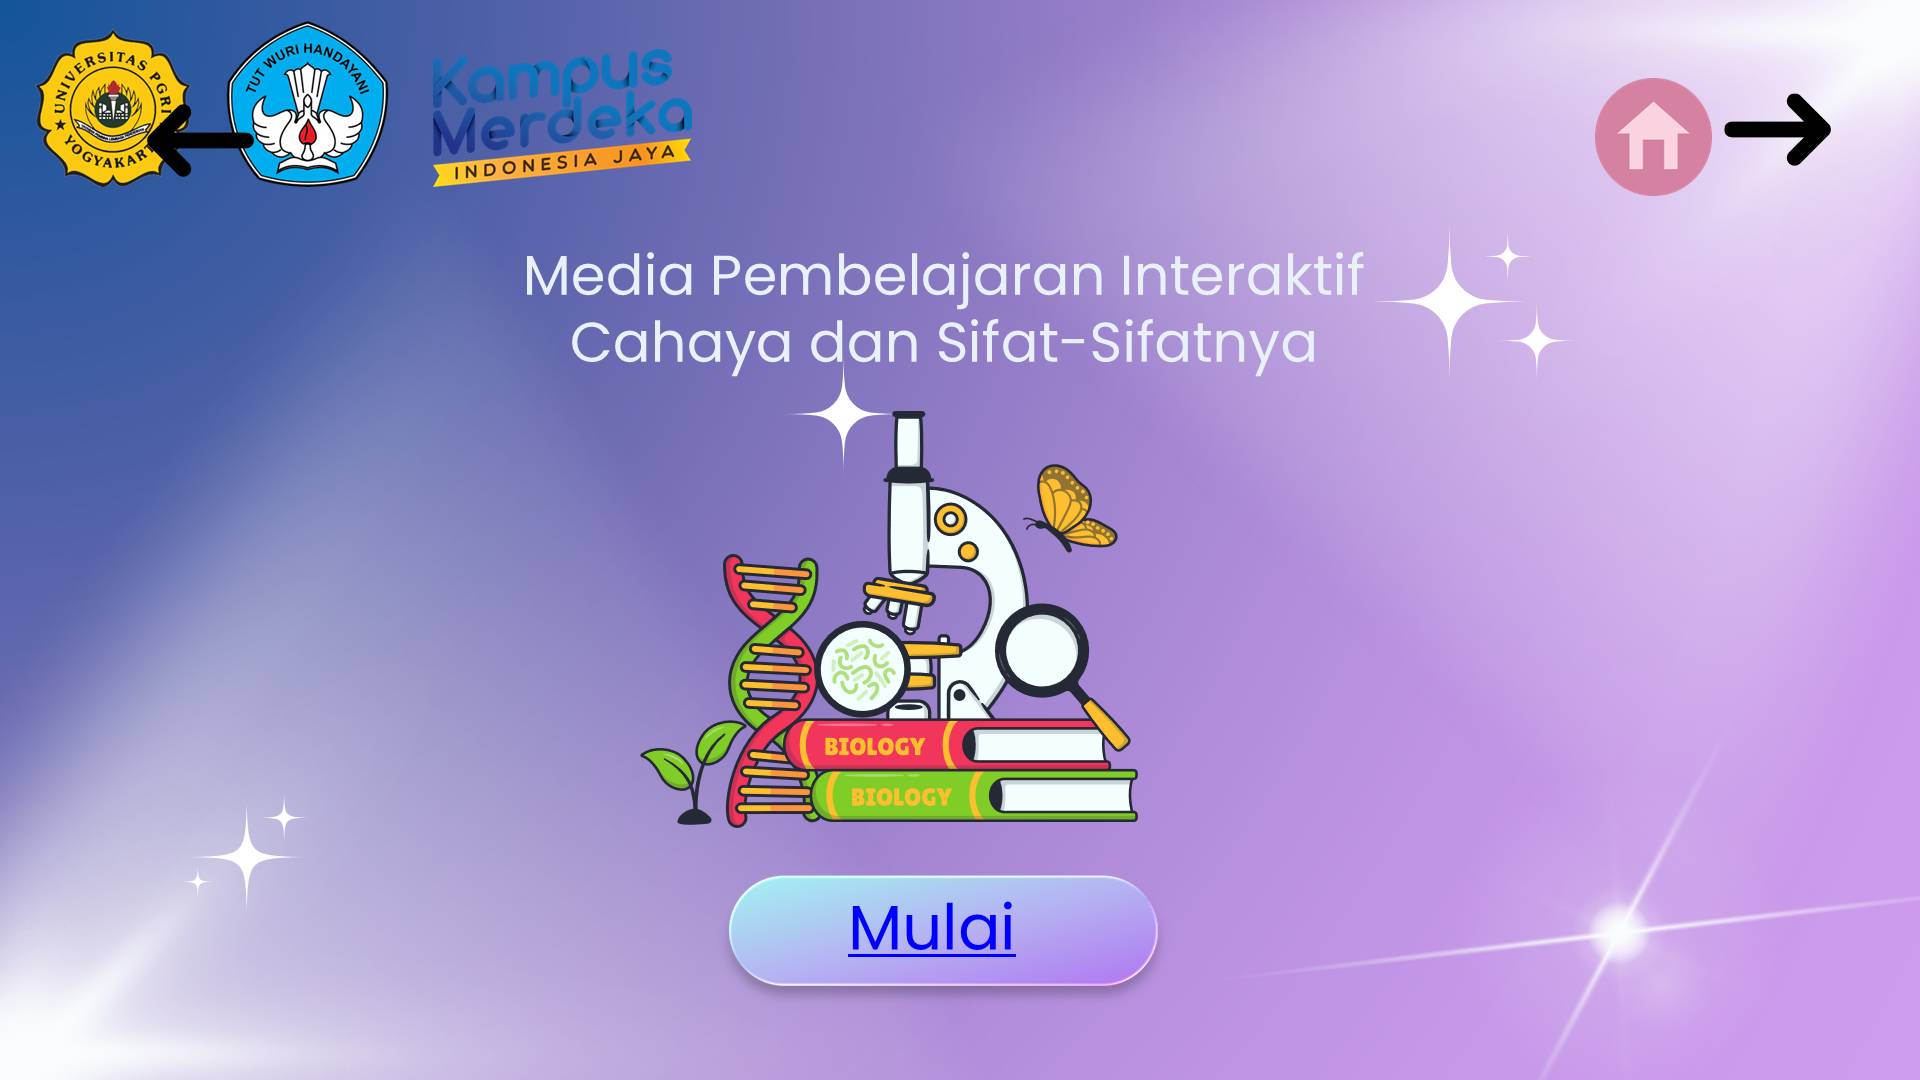 UNIVERSITAS PGRI
YOGYAKART
TUT WURI HANDAYANI
Kampus
Merdeka
INDONESIA JAYA
Media Pembelajaran Interaktif
Cahaya dan Sifat-Sifatnya
BIOLOGY
BIOLOGY
Mulai